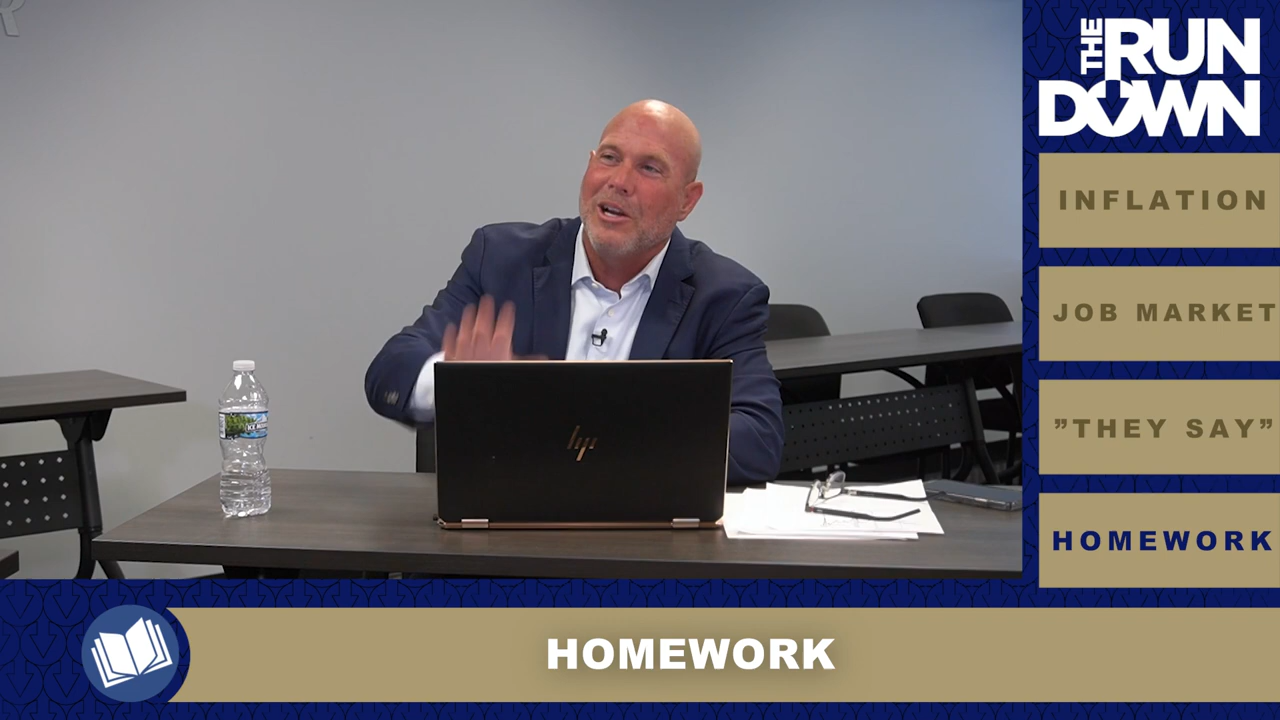 R
THE
RUN
DOWN
INFLATION
JOB MARKET
”THEY SAY”
HOMEWORK
hp
HOMEWORK